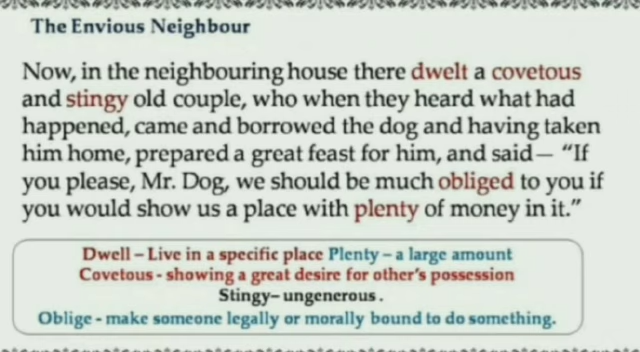 The Envious Neighbour
Now, in the neighbouring house there dwelt a covetous
and stingy old couple, who when they heard what had
happened, came and borrowed the dog and having taken
him home, prepared a great feast for him, and said— “If
you please, Mr. Dog, we should be much obliged to you if
you would show us a place with plenty of money in it.”
Dwell – Live in a specific place Plenty – a large amount
Covetous - showing a great desire for other's possession
Stingy– ungenerous .
Oblige - make someone legally or morally bound to do something.